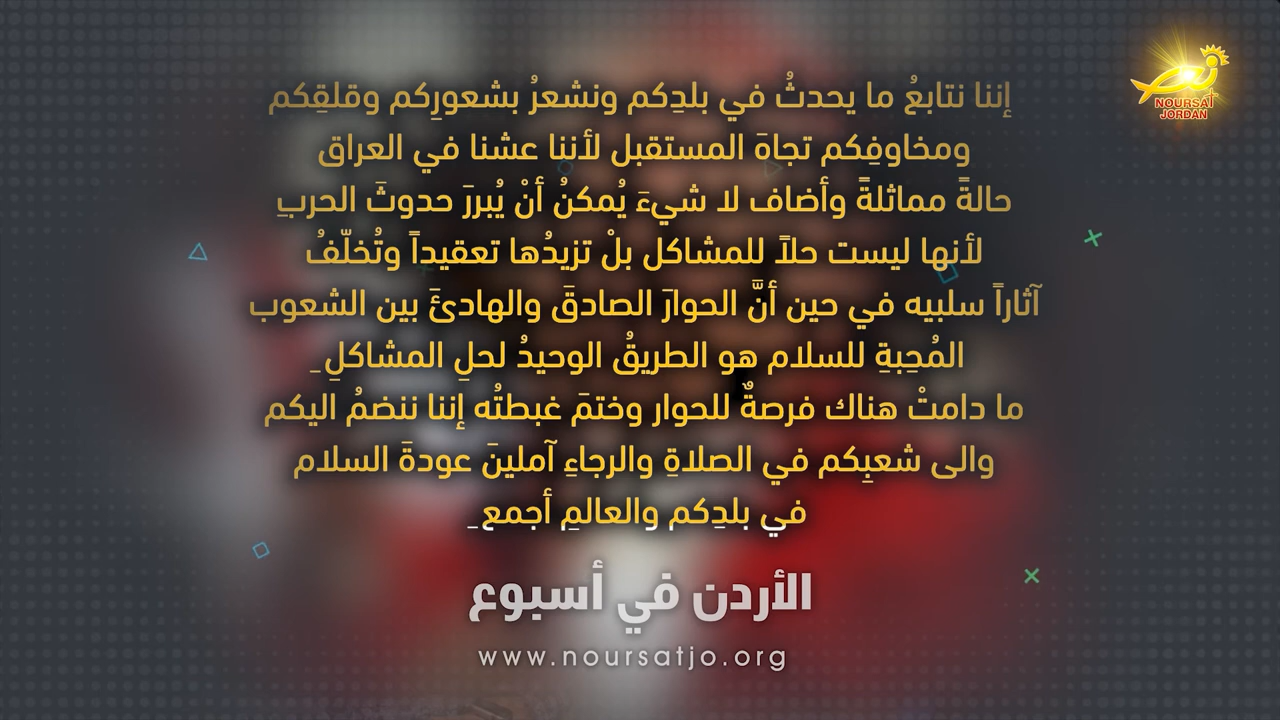 NOURSAT
JORDAN
إننا نتابعُ ما يحدثُ في بلدِكم ونشعرُ بشعورِكم وقلقِكم
ومخاوفِكم تجاهَ المستقبل لأننا عشنا في العراق
حالةً مماثلةً وأضاف لا شيءَ يُمكنُ أنْ يُبررَ حدوثَ الحربِ
لأنها ليست حلاً للمشاكل بلْ تزيدُها تعقيداً وتُخلّفُ
آثاراً سلبيه في حين أنَّ الحوارَ الصادقَ والهادئَ بين الشعوب
المُحِبةِ للسلام هو الطريقُ الوحيدُ لحلِ المشاكلِ_
ما دامتْ هناك فرصةٌ للحوار وختمَ غبطتُه إننا ننضمُ اليكم
والى شعبِكم في الصلاةِ والرجاءِ آملينَ عودةَ السلام
في بلدِكم والعالمِ أجمع_
الأردن في أسبوع
www.noursatjo.org